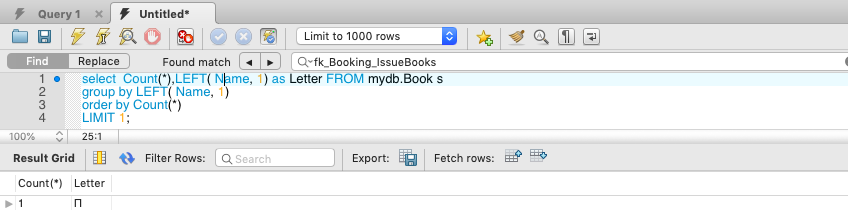 Query 1
Untitled*
Limit to 1000 rows
Find
Replace
Found match
fk_Booking_IssueBooks
1 select Count(*),LEFT( Name, 1) as Letter FROM mydb.Book s
2 group by LEFT( Name, 1)
3 order by Count(*)
4 LIMIT 1;
100%
25:1
Result Grid
Filter Rows:
Search
Export:
Fetch rows:
Count(*) Letter
1 П